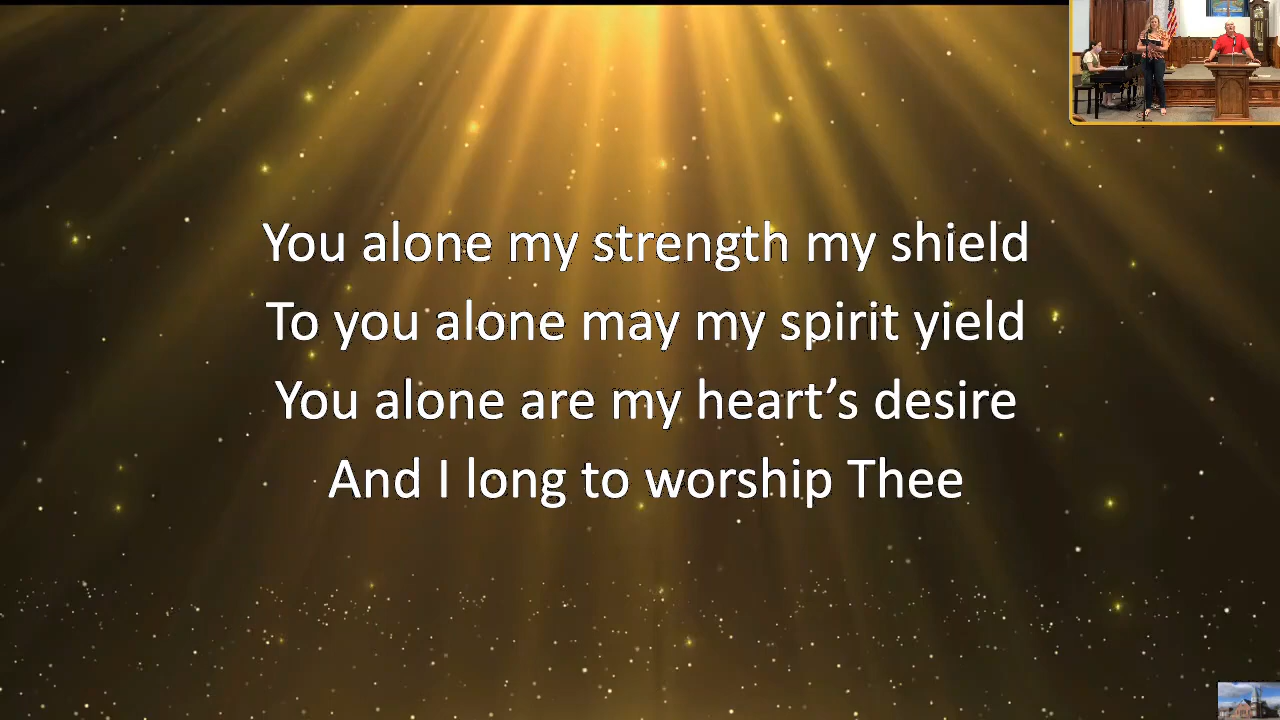 You alone my strength my shield
To you alone may my spirit yield
You alone are my heart’s desire
And I long to worship Thee